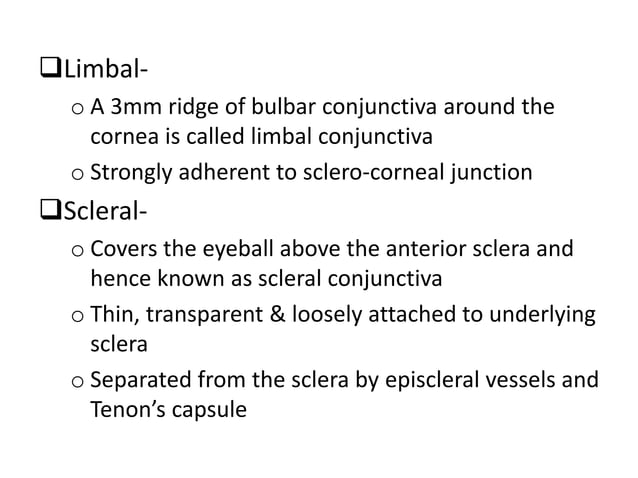 ❑Limbal-
o A 3mm ridge of bulbar conjunctiva around the
cornea is called limbal conjunctiva
o Strongly adherent to sclero-corneal junction
❑Scleral-
o Covers the eyeball above the anterior sclera and
hence known as scleral conjunctiva
o Thin, transparent & loosely attached to underlying
sclera
o Separated from the sclera by episcleral vessels and
Tenon’s capsule